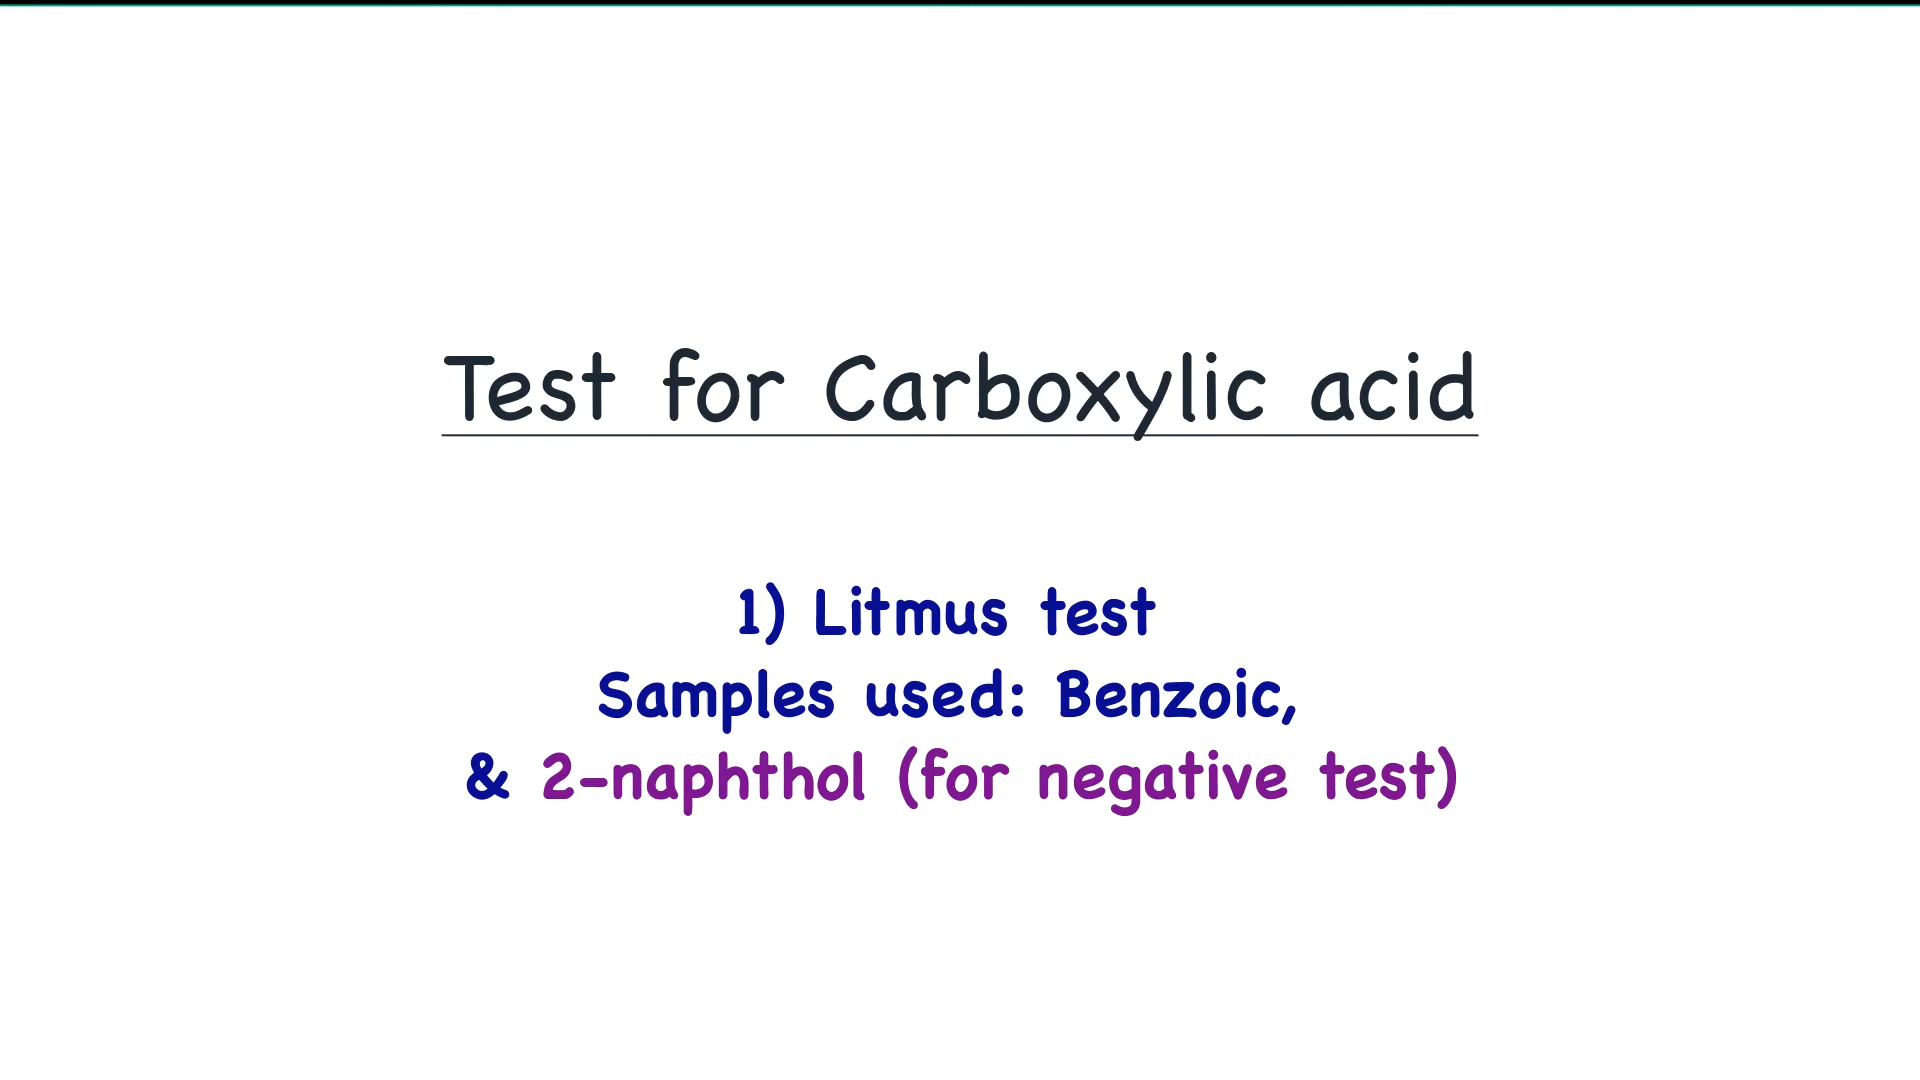 Test for Carboxylic acid
1) Litmus test
Samples used: Benzoic,
& 2-naphthol (for negative test)